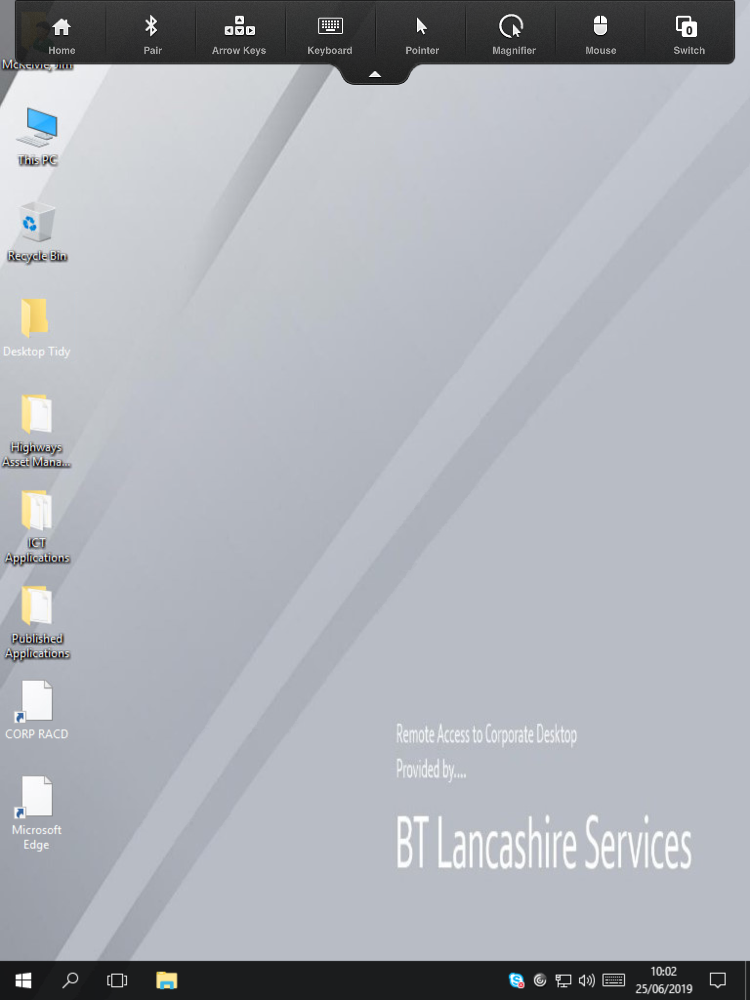 Home
Pair
Arrow Keys
Keyboard
Pointer
Magnifier
Mouse
Switch
0
McKelvie, Jim
This PC
Recycle Bin
Desktop Tidy
Highways
Asset Mana...
ICT
Applications
Published
Applications
CORP RACD
Microsoft
Edge
Remote Access to Corporate Desktop
Provided by....
BT Lancashire Services
10:02
25/06/2019